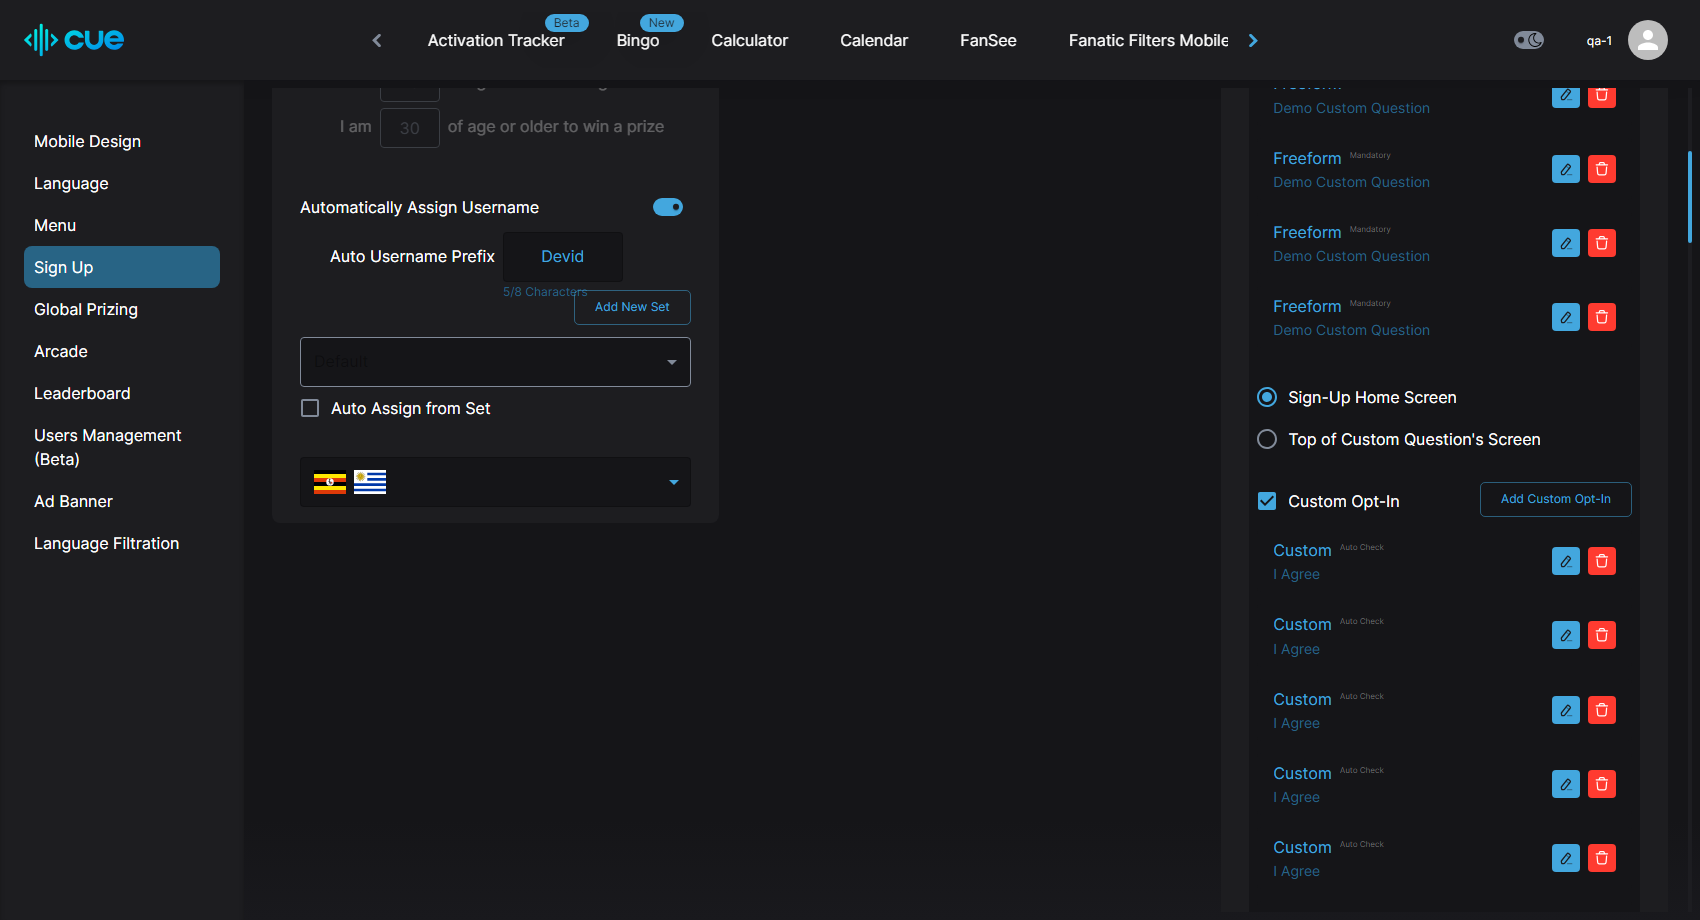 cue
Beta
New
Activation Tracker
Bingo
Calculator
Calendar
FanSee
Fanatic Filters Mobile
qa-1
Mobile Design
Language
Menu
Sign Up
Global Prizing
Arcade
Leaderboard
Users Management
(Beta)
Ad Banner
Language Filtration
I am 30 of age or older to win a prize
Automatically Assign Username
Auto Username Prefix Devid
5/8 Characters
Add New Set
Default
Auto Assign from Set
Demo Custom Question
Freeform Mandatory
Demo Custom Question
Freeform Mandatory
Demo Custom Question
Freeform Mandatory
Demo Custom Question
Sign-Up Home Screen
Top of Custom Question's Screen
Custom Opt-In
Add Custom Opt-In
Custom Auto Check
I Agree
Custom Auto Check
I Agree
Custom Auto Check
I Agree
Custom Auto Check
I Agree
Custom Auto Check
I Agree